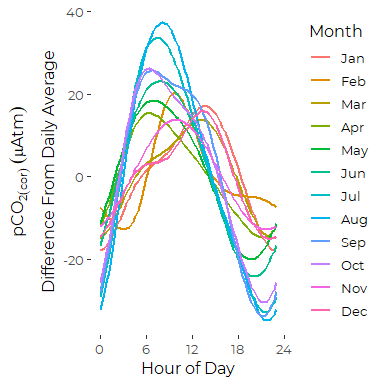 pCO2(cor) (µAtm)
Difference From Daily Average
40
20
0
-20
0 6 12 18 24
Hour of Day
Month
Jan
Feb
Mar
Apr
May
Jun
Jul
Aug
Sep
Oct
Nov
Dec